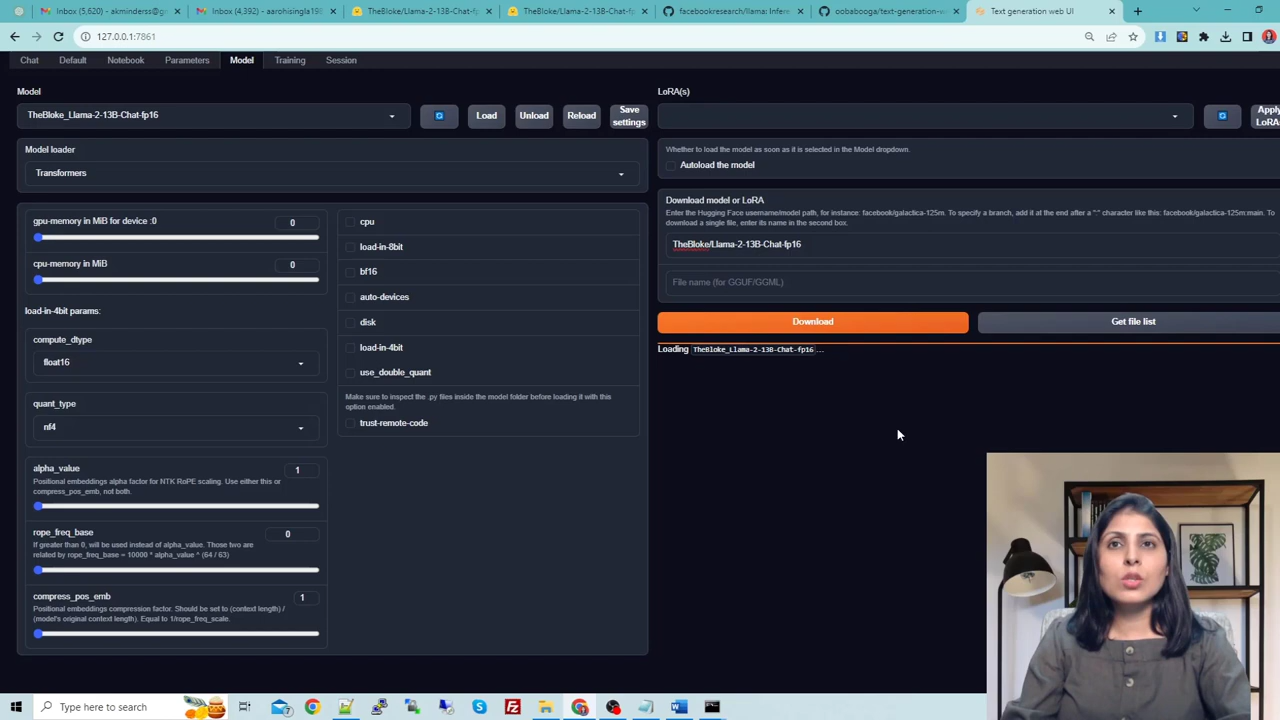 Inbox (5,620) - akminderss@gm
Inbox (4,392) - aarohisingla198
TheBloke/Llama-2-13B-Chat-fp
TheBloke/Llama-2-13B-Chat-fp1
facebookresearch/llama: Inferen
oobabooga/text-generation-w
Text generation web UI
127.0.0.1:7861
Chat
Default
Notebook
Parameters
Model
Training
Session
Model
TheBloke_Llama-2-13B-Chat-fp16
Load
Unload
Reload
Save
settings
Model loader
Transformers
gpu-memory in MiB for device :0
0
cpu-memory in MiB
0
load-in-4bit params:
compute_dtype
float16
quant_type
nf4
alpha_value
1
Positional embeddings alpha factor for NTK RoPE scaling. Use either this or
compress_pos_emb, not both.
rope_freq_base
0
If greater than 0, will be used instead of alpha_value. Those two are
related by rope_freq_base = 10000 * alpha_value ^ (64 / 63)
compress_pos_emb
1
Positional embeddings compression factor. Should be set to (context length) /
(model's original context length). Equal to 1/rope_freq_scale.
cpu
load-in-8bit
bf16
auto-devices
disk
load-in-4bit
use_double_quant
Make sure to inspect the .py files inside the model folder before loading it with this
option enabled.
trust-remote-code
LoRA(s)
Apply
LoRAs
Whether to load the model as soon as it is selected in the Model dropdown.
Autoload the model
Download model or LoRA
Enter the Hugging Face username/model path, for instance: facebook/galactica-125m. To specify a branch, add it at the end after a ":" character like this: facebook/galactica-125m:main. To
download a single file, enter its name in the second box.
TheBloke/Llama-2-13B-Chat-fp16
File name (for GGUF/GGML)
Download
Get file list
Loading TheBloke_Llama-2-13B-Chat-fp16...
Type here to search